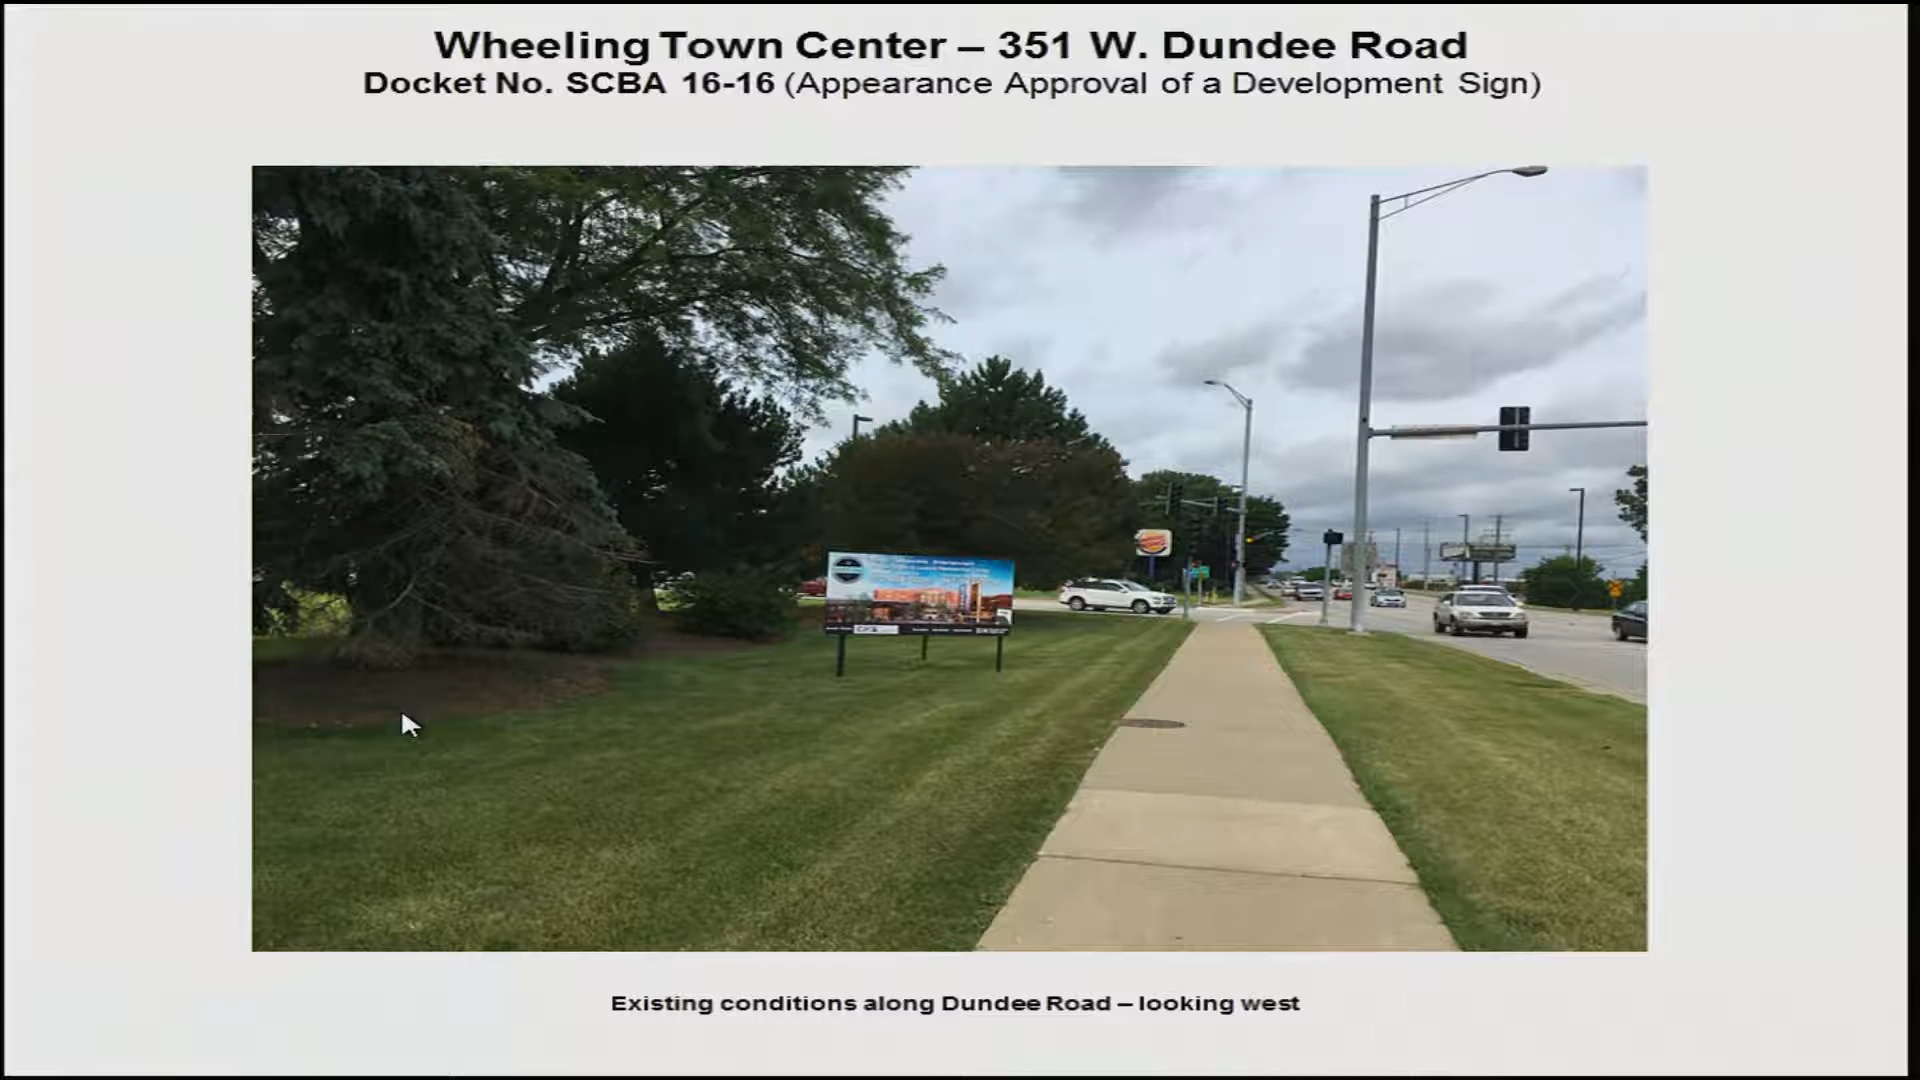 Wheeling Town Center – 351 W. Dundee Road
Docket No. SCBA 16-16 (Appearance Approval of a Development Sign)
Existing conditions along Dundee Road – looking west